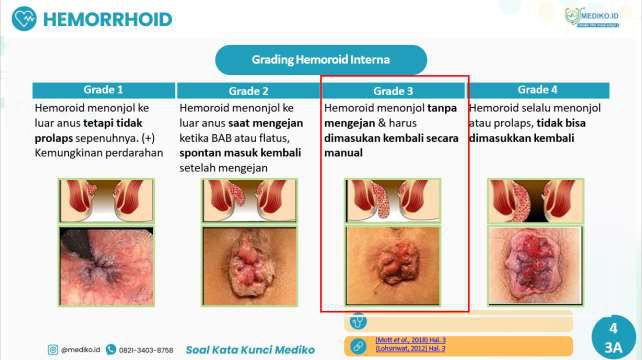 HEMORRHOID
MEDIKO.ID
Grading Hemoroid Interna
Grade 1
Hemoroid menonjol ke
luar anus tetapi tidak
prolaps sepenuhnya. (+)
Kemungkinan perdarahan
Grade 2
Hemoroid menonjol ke
luar anus saat mengejan
ketika BAB atau flatus,
spontan masuk kembali
setelah mengejan
Grade 3
Hemoroid menonjol tanpa
mengejan & harus
dimasukan kembali secara
manual
Grade 4
Hemoroid selalu menonjol
atau prolaps, tidak bisa
dimasukkan kembali
(Mott et al., 2018) Hal. 3
(Lohsiriwat, 2012) Hal. 3
4
3A
@mediko.id
0821-3403-8758
Soal Kata Kunci Mediko